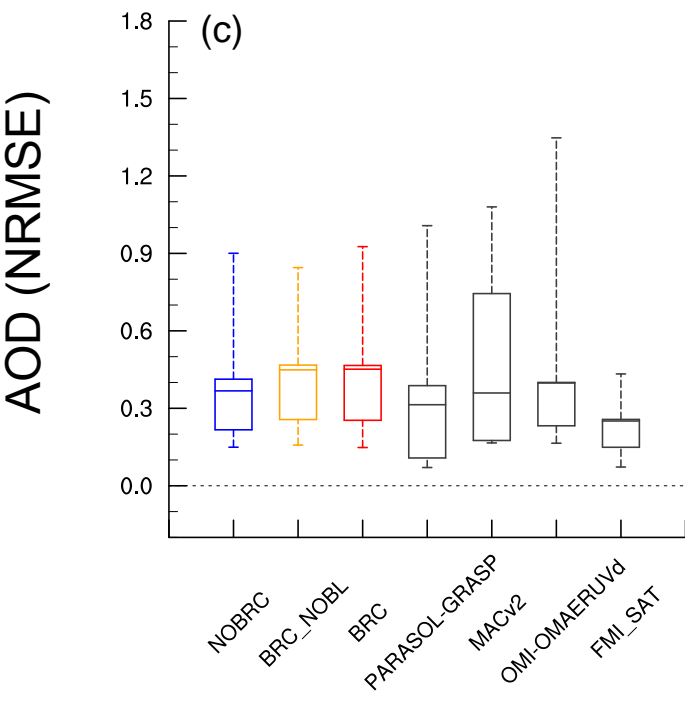 (c)
AOD (NRMSE)
1.8
1.5
1.2
0.9
0.6
0.3
0.0
NOBRC
BRC_NOBL
BRC
PARASOL-GRASP
MACv2
OMI-OMAERUVd
FMI_SAT